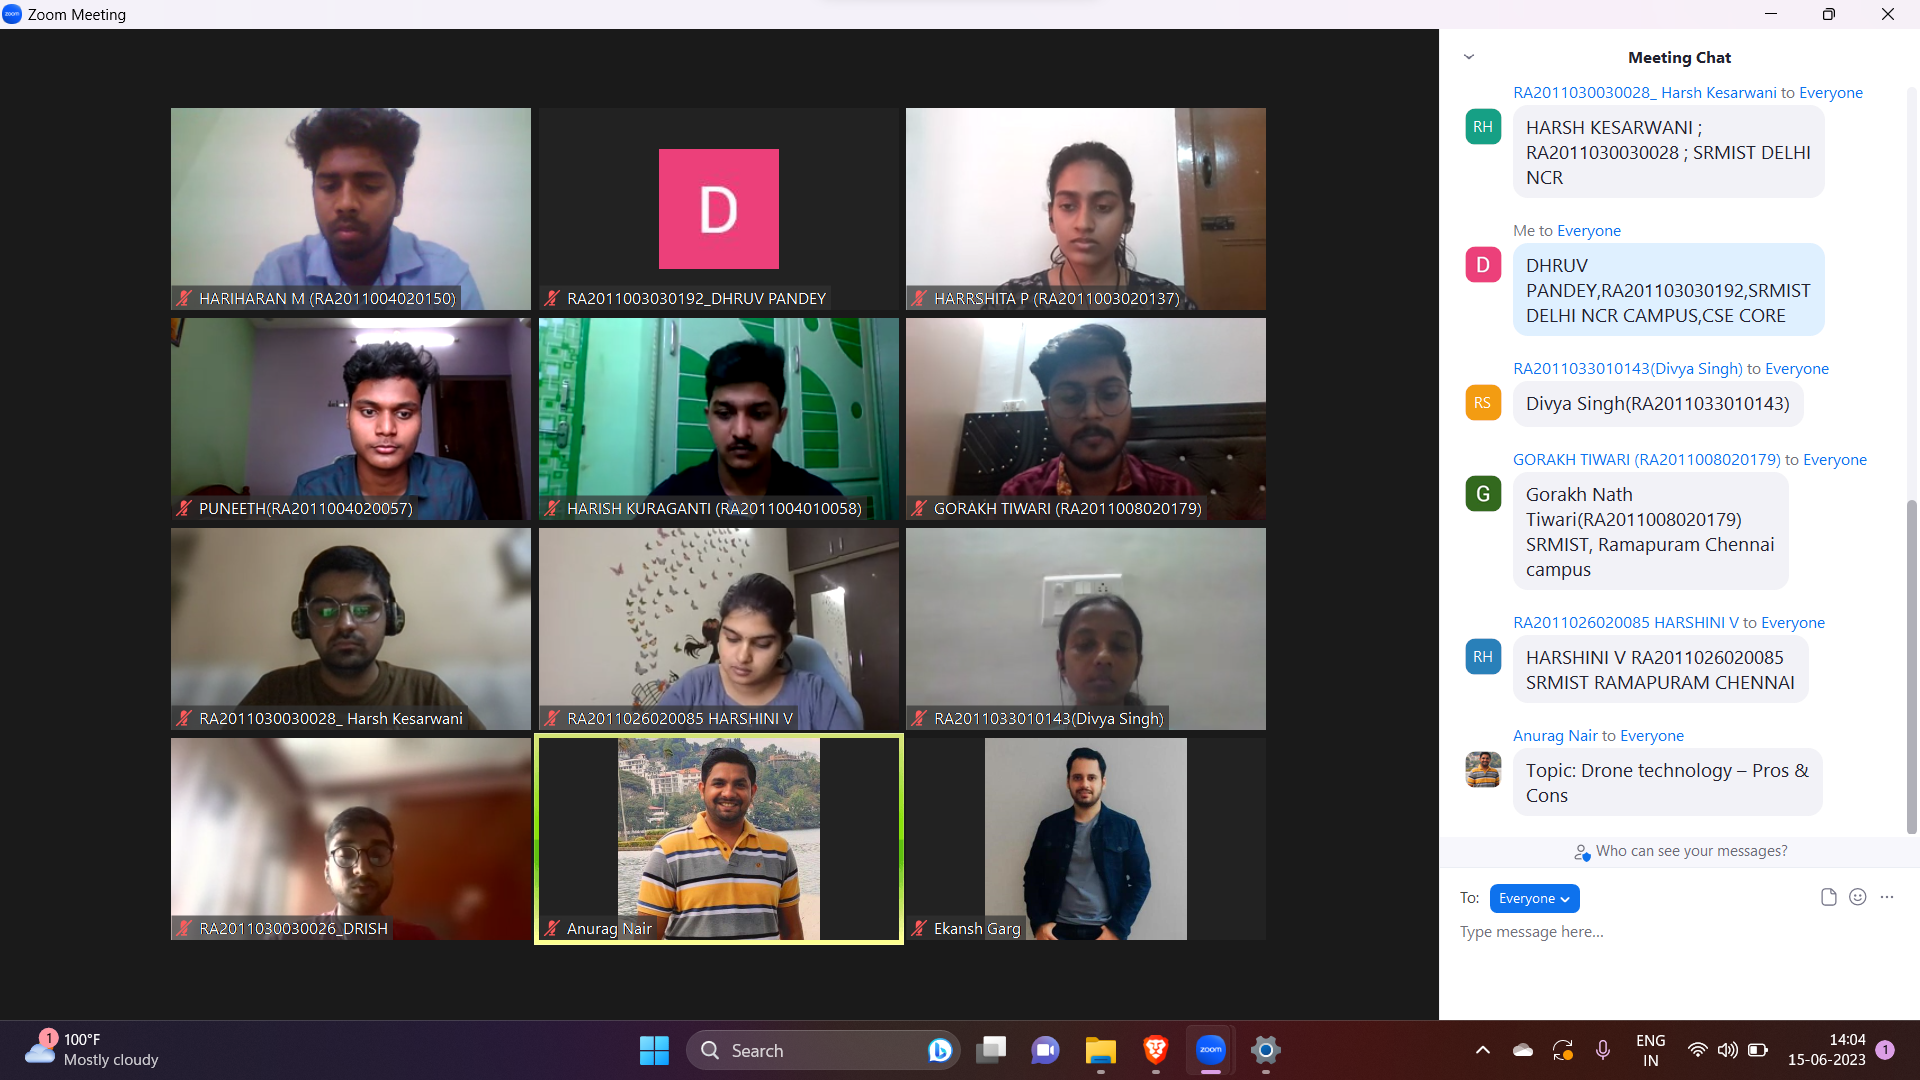 zoom
Zoom Meeting
HARIHARAN M (RA2011004020150)
D
RA2011003030192_DHRUV PANDEY
HARRSHITA P (RA2011003020137)
PUNEETH(RA2011004020057)
HARISH KURAGANTI (RA2011004010058)
GORAKH TIWARI (RA2011008020179)
RA2011030030028_ Harsh Kesarwani
RA2011026020085 HARSHINI V
RA2011033010143(Divya Singh)
RA2011030030026_DRISH
Anurag Nair
Ekansh Garg
Meeting Chat
RA2011030030028_ Harsh Kesarwani to Everyone
RH
HARSH KESARWANI ;
RA2011030030028 ; SRMIST DELHI
NCR
Me to Everyone
D
DHRUV
PANDEY,RA201103030192,SRMIST
DELHI NCR CAMPUS,CSE CORE
RA2011033010143(Divya Singh) to Everyone
RS
Divya Singh(RA2011033010143)
GORAKH TIWARI (RA2011008020179) to Everyone
G
Gorakh Nath
Tiwari(RA2011008020179)
SRMIST, Ramapuram Chennai
campus
RA2011026020085 HARSHINI V to Everyone
RH
HARSHINI V RA2011026020085
SRMIST RAMAPURAM CHENNAI
Anurag Nair to Everyone
Topic: Drone technology – Pros &
Cons
Who can see your messages?
To: Everyone
Type message here...
1
100°F
Mostly cloudy
Search
zoom
ENG
IN
14:04
15-06-2023
1